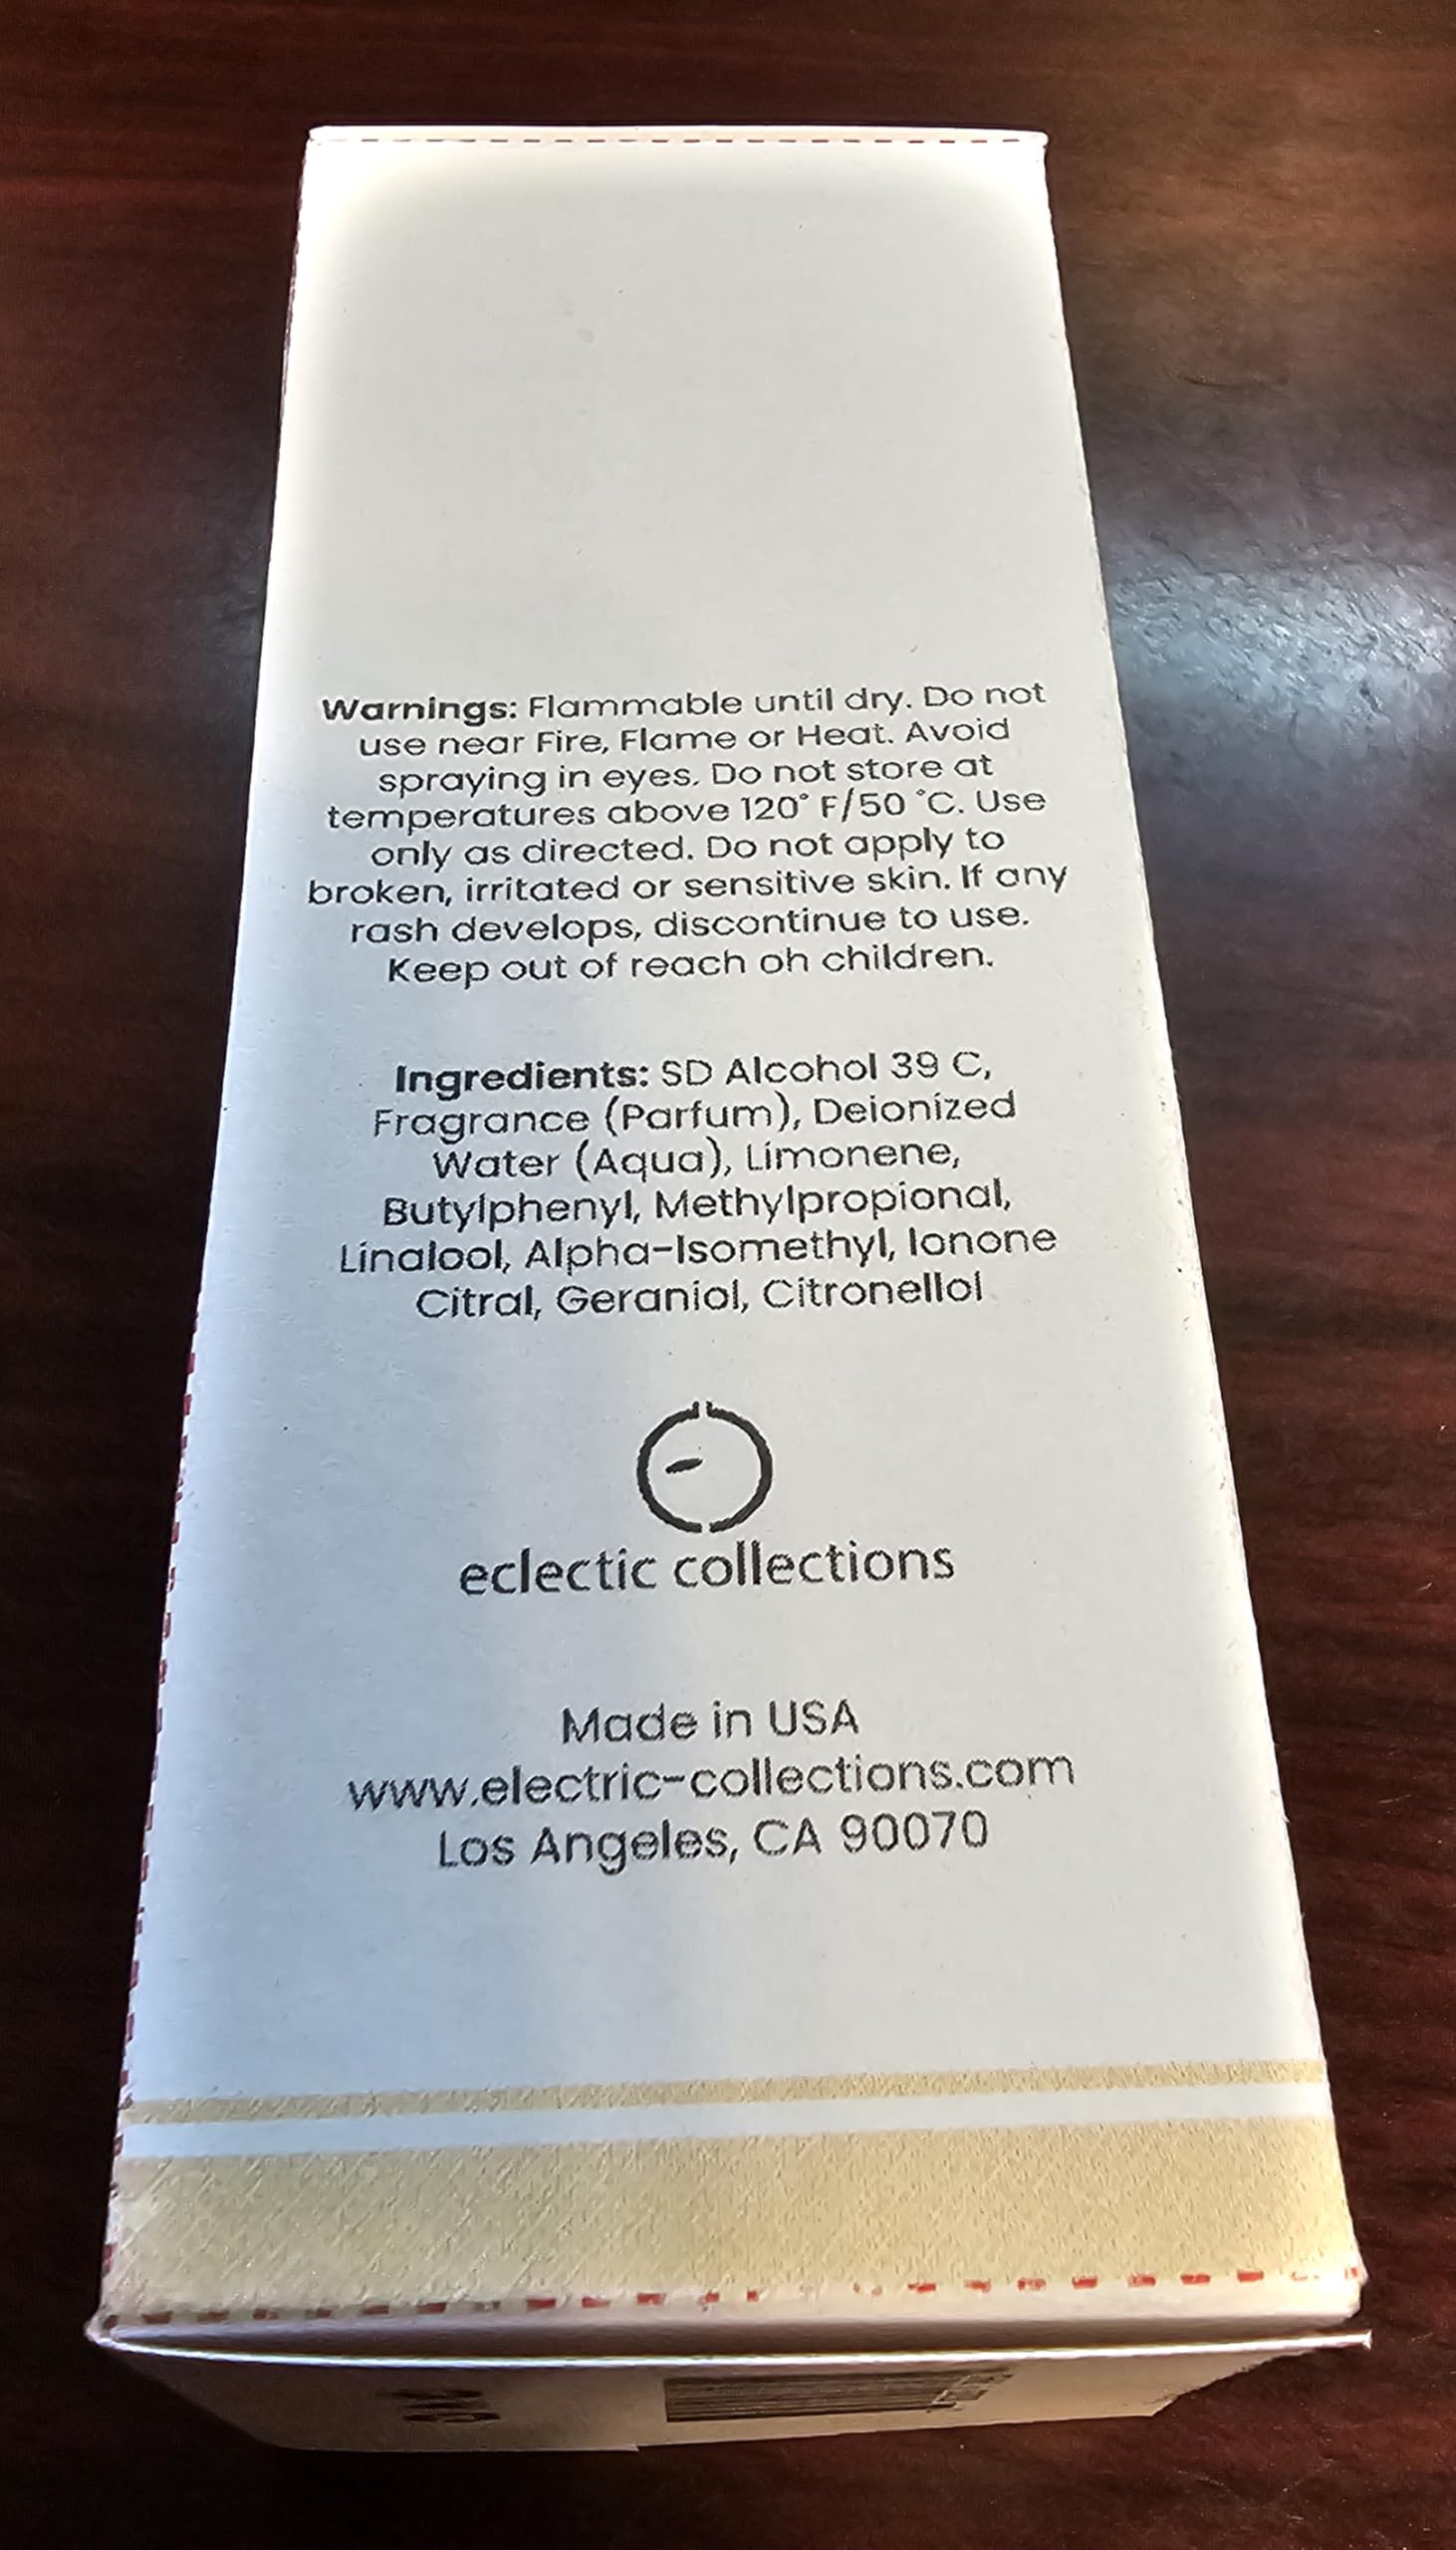 Warnings: Flammable until dry. Do not
use near Fire, Flame or Heat. Avoid
spraying in eyes. Do not store at
temperatures above 120° F/50 °C. Use
only as directed. Do not apply to
broken, irritated or sensitive skin. If any
rash develops, discontinue to use.
Keep out of reach oh children.
Ingredients: SD Alcohol 39 C,
Fragrance (Parfum), Deionized
Water (Aqua), Limonene,
Butylphenyl, Methylpropional,
Linalool, Alpha-Isomethyl, Ionone
Citral, Geraniol, Citronellol
eclectic collections
Made in USA
www.electric-collections.com
Los Angeles, CA 90070